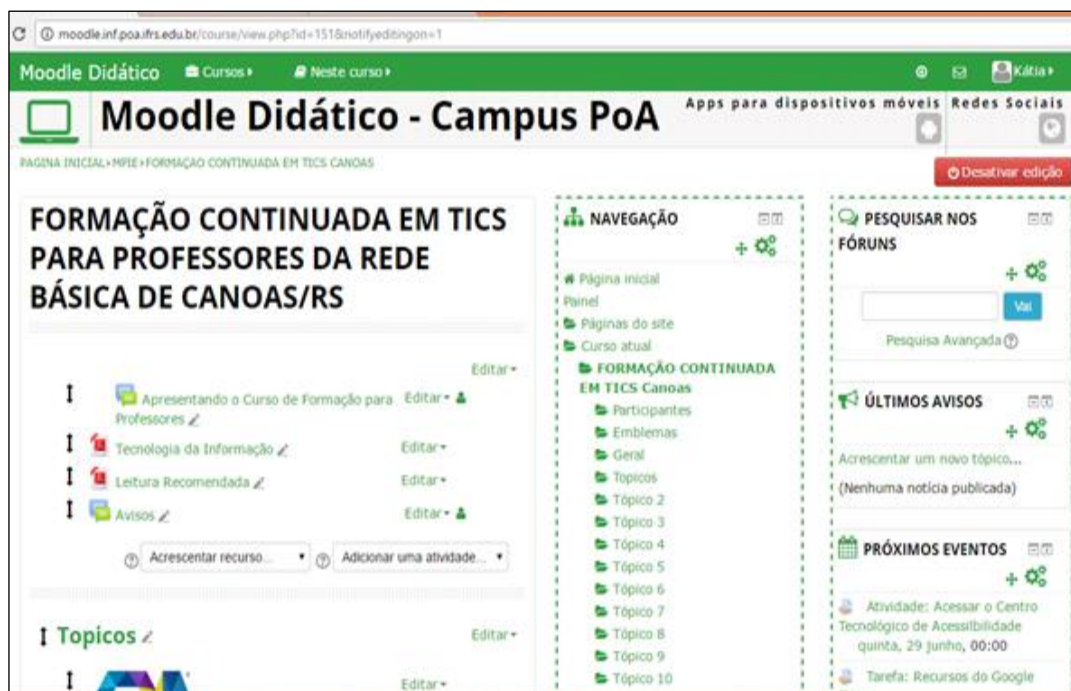 moodle.inf.poa.ifrs.edu.br/course/view.php?id=151&notifyeditingon=1
Moodle Didático Cursos Neste curso Kátia
Moodle Didático - Campus PoA
Apps para dispositivos móveis Redes Sociais
PAGINA INICIAL MPIE FORMAÇÃO CONTINUADA EM TICS CANOAS
Desativar edição
FORMAÇÃO CONTINUADA EM TICS
PARA PROFESSORES DA REDE
BÁSICA DE CANOAS/RS
Editar
Apresentando o Curso de Formação para Editar
Professores
Tecnologia da Informação Editar
Leitura Recomendada Editar
Avisos Editar
Acrescentar recurso... Adicionar uma atividade...
Topicos Editar
Editar
NAVEGAÇÃO
Página inicial
Painel
Páginas do site
Curso atual
FORMAÇÃO CONTINUADA
EM TICS Canoas
Participantes
Emblemas
Geral
Topicos
Tópico 2
Tópico 3
Tópico 4
Tópico 5
Tópico 6
Tópico 7
Tópico 8
Tópico 9
Tópico 10
PESQUISAR NOS
FÓRUNS
Vai
Pesquisa Avançada
ÚLTIMOS AVISOS
Acrescentar um novo tópico...
(Nenhuma notícia publicada)
PRÓXIMOS EVENTOS
Atividade: Acessar o Centro
Tecnológico de Acessilbilidade
quinta, 29 junho, 00:00
Tarefa: Recursos do Google